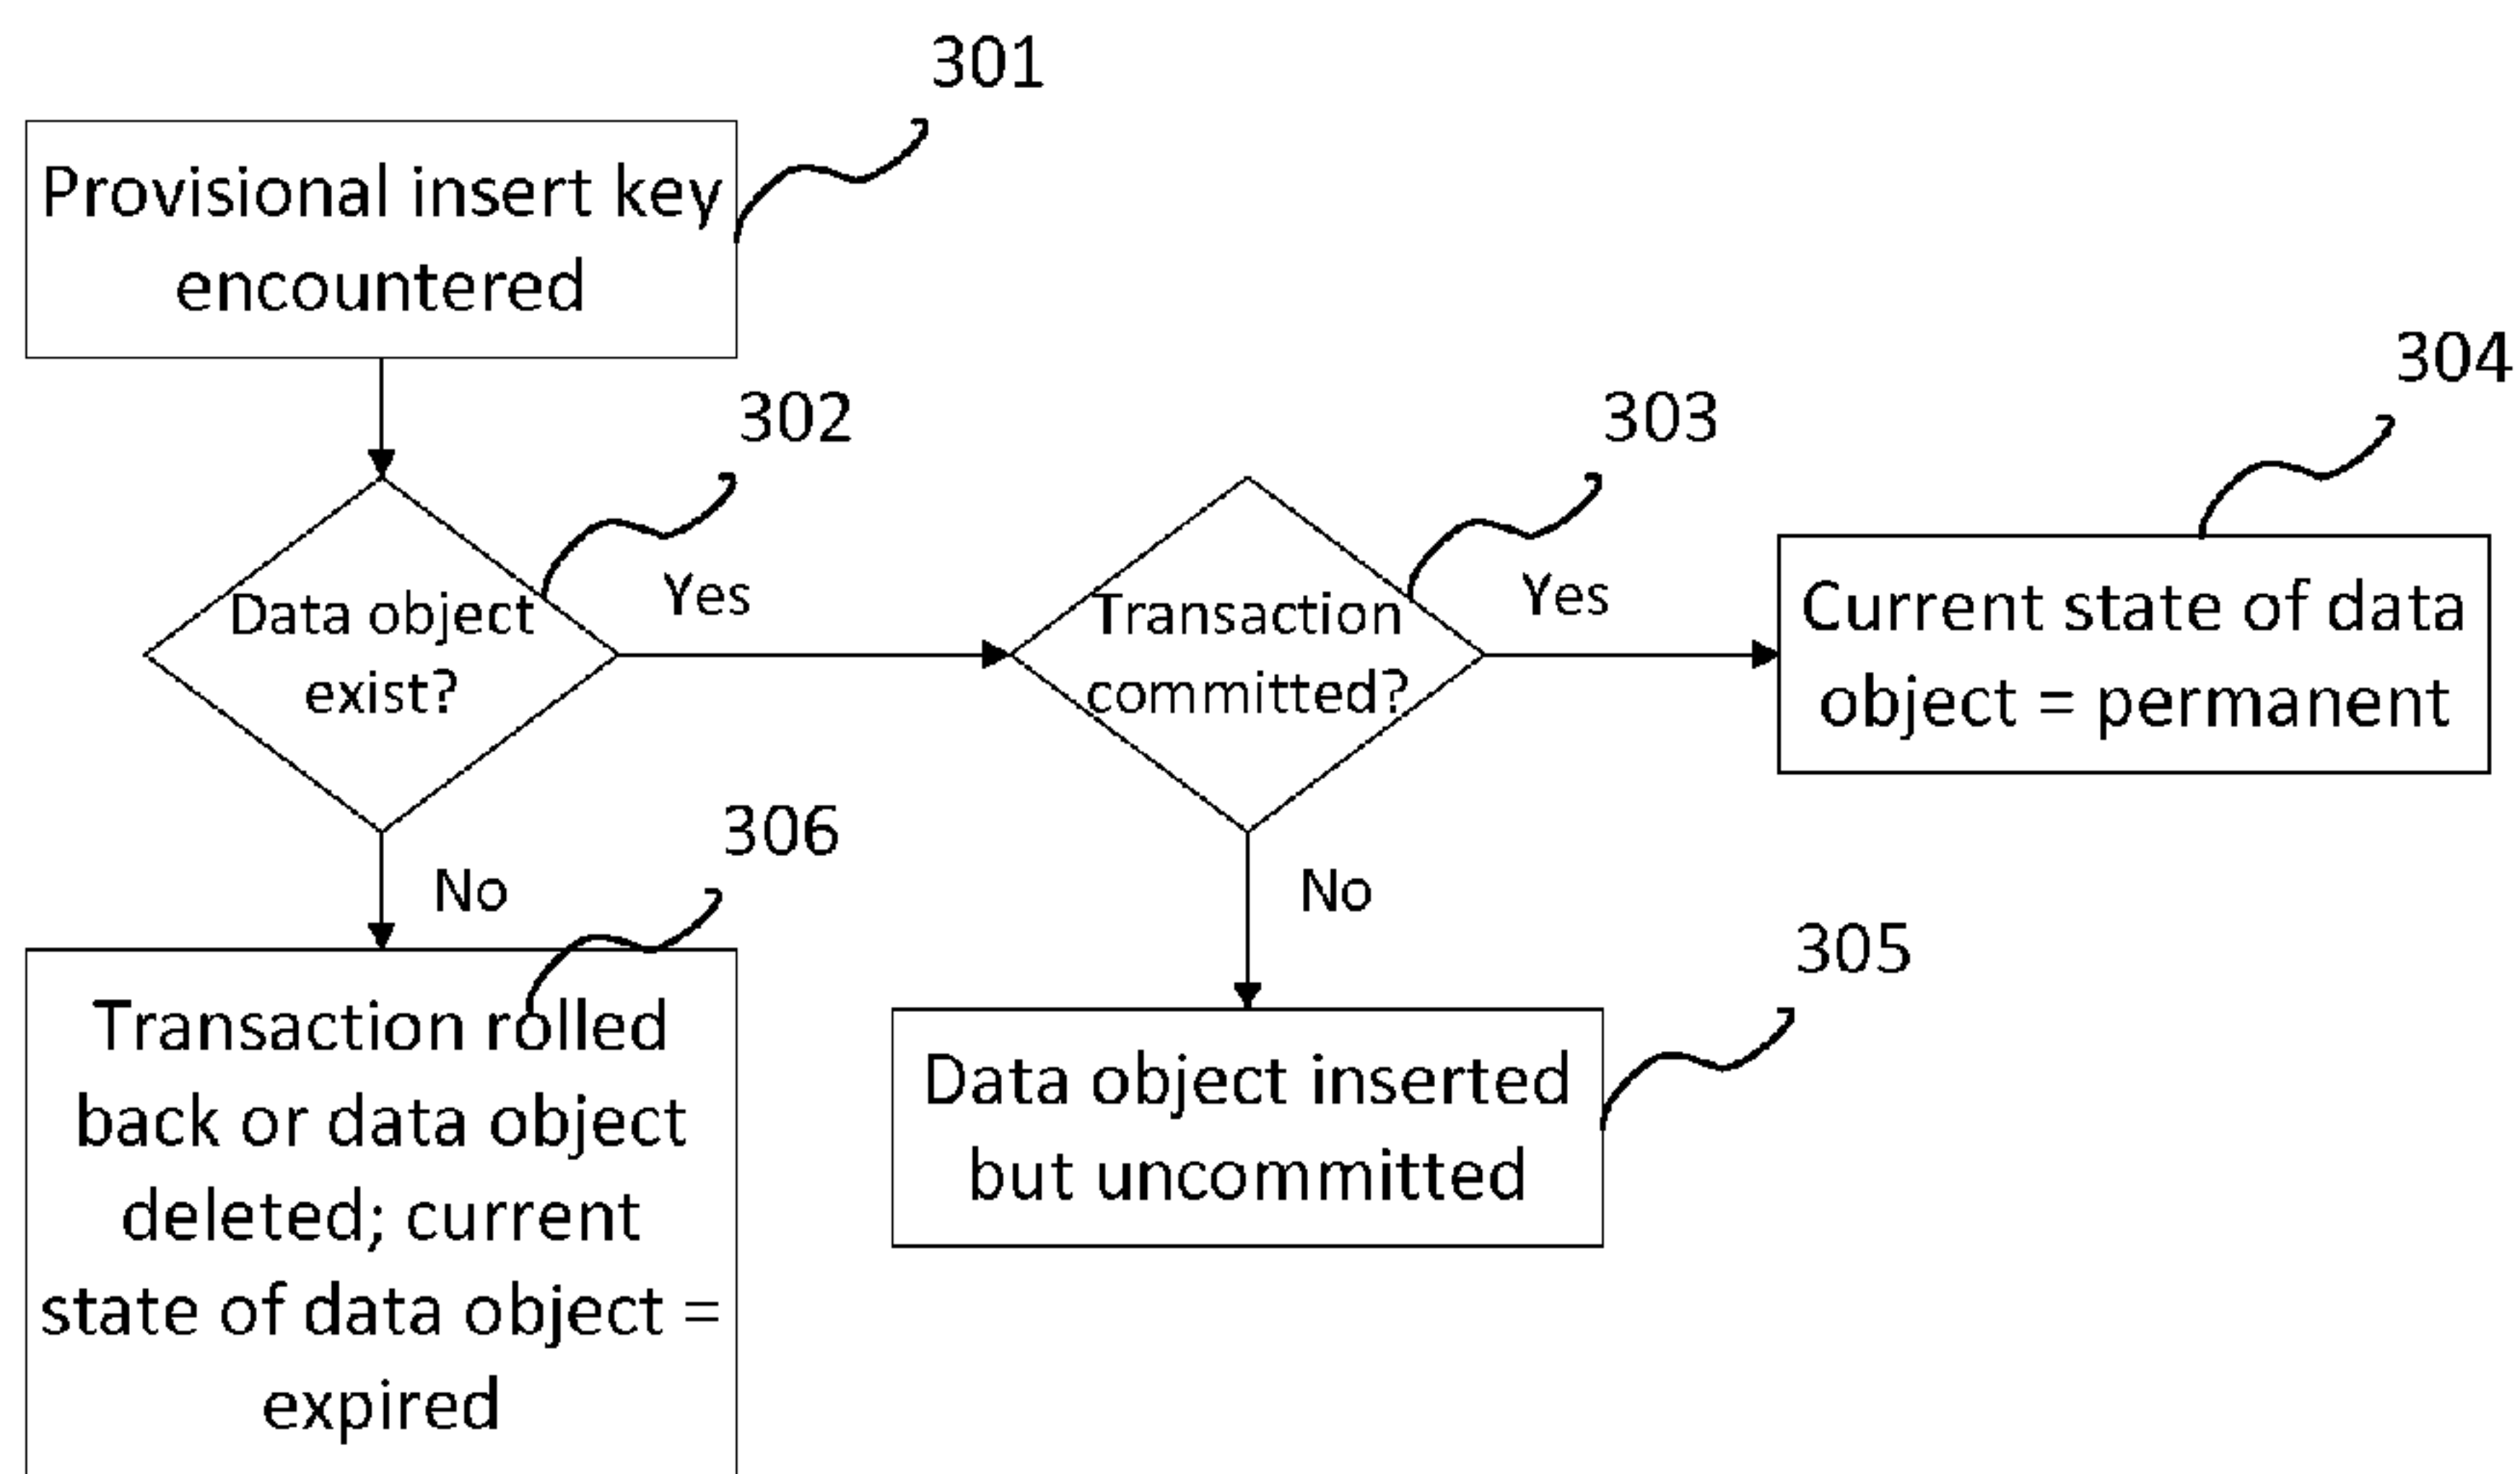 301
Provisional insert key
encountered
302
303
304
Data object
exist?
Yes
Transaction
committed?
Yes
Current state of data
object = permanent
306
No
No
305
Transaction rolled
back or data object
deleted; current
state of data object =
expired
Data object inserted
but uncommitted